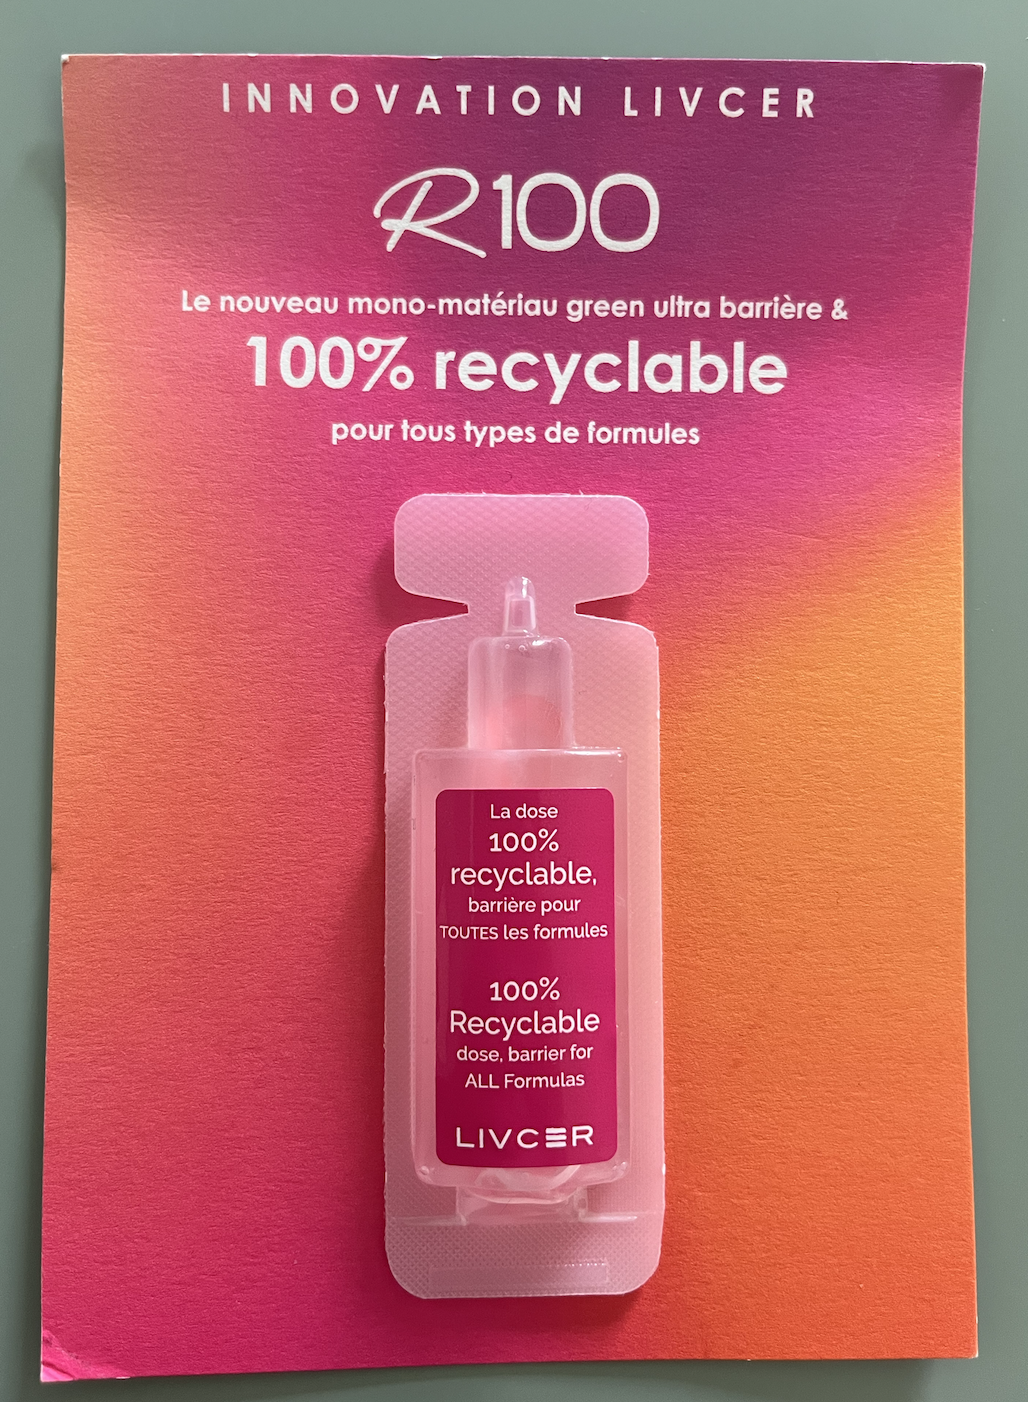 INNOVATION LIVCER
R100
Le nouveau mono-matériau green ultra barrière &
100% recyclable
pour tous types de formules
La dose
100%
recyclable,
barrière pour
TOUTES les formules
100%
Recyclable
dose, barrier for
ALL Formulas
LIVCER